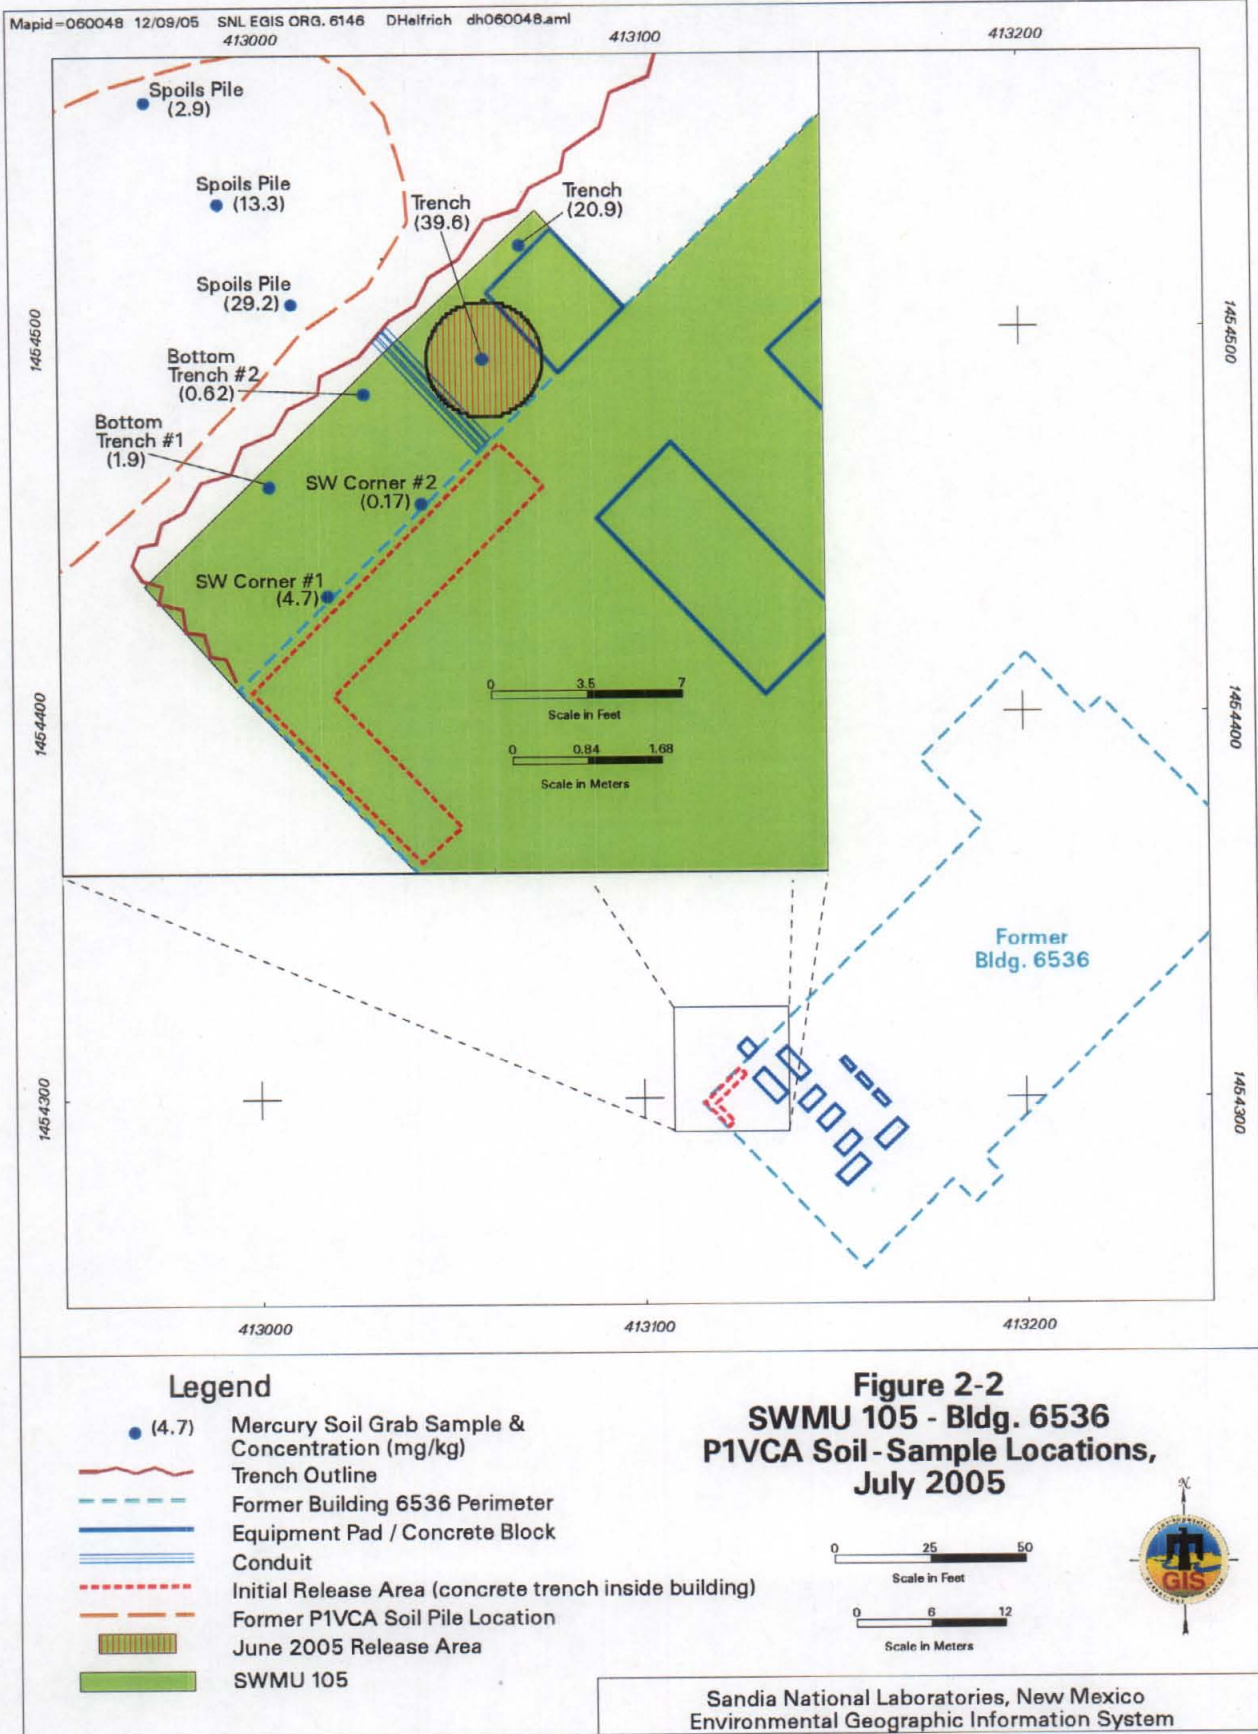 Mapid=060048 12/09/05 SNL EGIS ORG. 6146 DHelfrich dh060048.aml
413000
413100
413200
Spoils Pile
(2.9)
Spoils Pile
(13.3)
Trench
(39.6)
Trench
(20.9)
Spoils Pile
(29.2)
1454500
1454500
Bottom
Trench #2
(0.62)
Bottom
Trench #1
(1.9)
SW Corner #2
(0.17)
SW Corner #1
(4.7)
0 3.5 7
Scale in Feet
0 0.84 1.68
Scale in Meters
1454400
1454400
Former
Bldg. 6536
1454300
1454300
413000
413100
413200
Legend
(4.7) Mercury Soil Grab Sample &
Concentration (mg/kg)
Trench Outline
Former Building 6536 Perimeter
Equipment Pad / Concrete Block
Conduit
Initial Release Area (concrete trench inside building)
Former P1VCA Soil Pile Location
June 2005 Release Area
SWMU 105
Figure 2-2
SWMU 105 - Bldg. 6536
P1VCA Soil-Sample Locations,
July 2005
0 25 50
Scale in Feet
0 6 12
Scale in Meters
N
GIS
Sandia National Laboratories, New Mexico
Environmental Geographic Information System